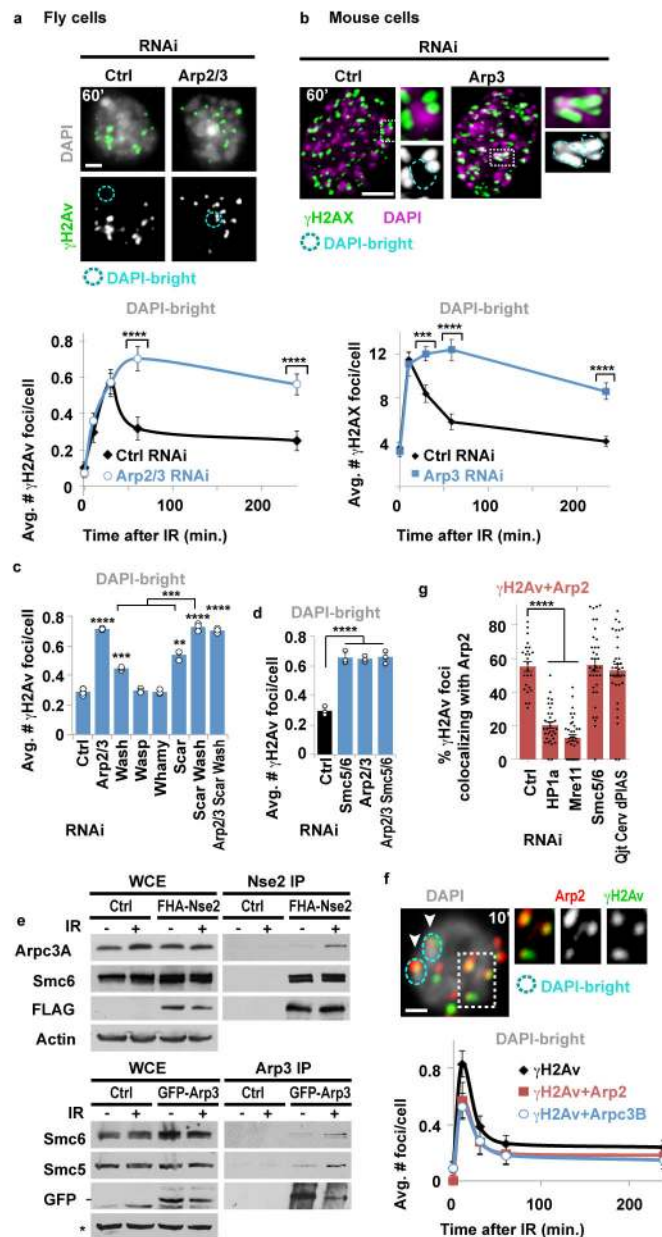 a Fly cells
RNAi
Ctrl Arp2/3
60'
DAPI
γH2Av
DAPI-bright
DAPI-bright
Avg. # γH2Av foci/cell
0.8
0.6
0.4
0.2
0
****
****
Ctrl RNAi
Arp2/3 RNAi
0 100 200
Time after IR (min.)
b Mouse cells
RNAi
Ctrl Arp3
60'
γH2AX DAPI
DAPI-bright
DAPI-bright
Avg. # γH2AX foci/cell
12
8
4
*** ****
****
Ctrl RNAi
Arp3 RNAi
0 100 200
Time after IR (min.)
c
DAPI-bright
Avg. # γH2Av foci/cell
0.8
0.6
0.4
0.2
0
***
**** *** ** **** ****
Ctrl
Arp2/3
Wash
Wasp
Whamy
Scar
Scar Wash
Arp2/3 Scar Wash
RNAi
d
DAPI-bright
Avg. # γH2Av foci/cell
0.8
0.6
0.4
0.2
0
****
Ctrl
Smc5/6
Arp2/3
Arp2/3 Smc5/6
RNAi
g
γH2Av+Arp2
% γH2Av foci
colocalizing with Arp2
80
60
40
20
0
****
Ctrl
HP1a
Mre11
Smc5/6
Qjt Cerv dPIAS
RNAi
e
WCE Nse2 IP
Ctrl FHA-Nse2 Ctrl FHA-Nse2
IR - + - + - + - +
Arpc3A
Smc6
FLAG
Actin
WCE Arp3 IP
Ctrl GFP-Arp3 Ctrl GFP-Arp3
IR - + - + - + - +
Smc6
Smc5
GFP -
*
f
DAPI
10'
Arp2 γH2Av
DAPI-bright
DAPI-bright
Avg. # foci/cell
0.8
0.4
0
γH2Av
γH2Av+Arp2
γH2Av+Arpc3B
0 100 200
Time after IR (min.)